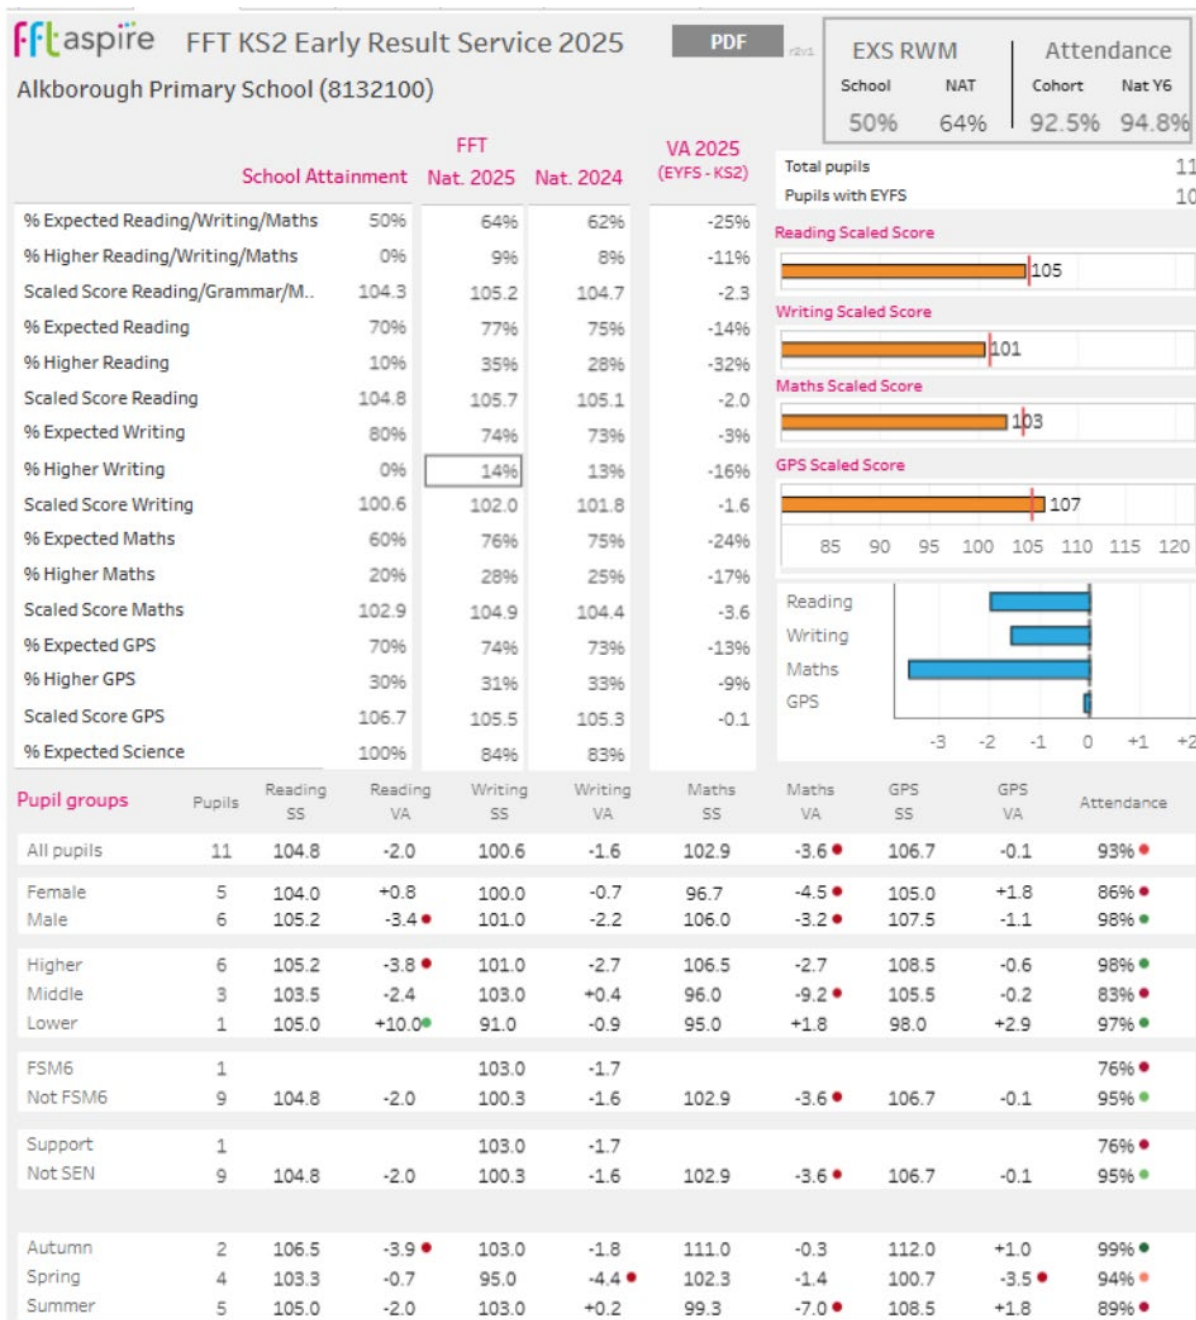 fft aspire FFT KS2 Early Result Service 2025 PDF r2v1
Alkborough Primary School (8132100)
EXS RWM Attendance
School NAT Cohort Nat Y6
50% 64% 92.5% 94.8%
FFT VA 2025
School Attainment Nat. 2025 Nat. 2024 (EYFS - KS2)
% Expected Reading/Writing/Maths 50% 64% 62% -25%
% Higher Reading/Writing/Maths 0% 9% 8% -11%
Scaled Score Reading/Grammar/M.. 104.3 105.2 104.7 -2.3
% Expected Reading 70% 77% 75% -14%
% Higher Reading 10% 35% 28% -32%
Scaled Score Reading 104.8 105.7 105.1 -2.0
% Expected Writing 80% 74% 73% -3%
% Higher Writing 0% 14% 13% -16%
Scaled Score Writing 100.6 102.0 101.8 -1.6
% Expected Maths 60% 76% 75% -24%
% Higher Maths 20% 28% 25% -17%
Scaled Score Maths 102.9 104.9 104.4 -3.6
% Expected GPS 70% 74% 73% -13%
% Higher GPS 30% 31% 33% -9%
Scaled Score GPS 106.7 105.5 105.3 -0.1
% Expected Science 100% 84% 83%
Total pupils 11
Pupils with EYFS 10
Reading Scaled Score
105
Writing Scaled Score
101
Maths Scaled Score
103
GPS Scaled Score
107
85 90 95 100 105 110 115 120
Reading
Writing
Maths
GPS
-3 -2 -1 0 +1 +2
Pupil groups Pupils Reading SS Reading VA Writing SS Writing VA Maths SS Maths VA GPS SS GPS VA Attendance
All pupils 11 104.8 -2.0 100.6 -1.6 102.9 -3.6 106.7 -0.1 93%
Female 5 104.0 +0.8 100.0 -0.7 96.7 -4.5 105.0 +1.8 86%
Male 6 105.2 -3.4 101.0 -2.2 106.0 -3.2 107.5 -1.1 98%
Higher 6 105.2 -3.8 101.0 -2.7 106.5 -2.7 108.5 -0.6 98%
Middle 3 103.5 -2.4 103.0 +0.4 96.0 -9.2 105.5 -0.2 83%
Lower 1 105.0 +10.0 91.0 -0.9 95.0 +1.8 98.0 +2.9 97%
FSM6 1 103.0 -1.7 76%
Not FSM6 9 104.8 -2.0 100.3 -1.6 102.9 -3.6 106.7 -0.1 95%
Support 1 103.0 -1.7 76%
Not SEN 9 104.8 -2.0 100.3 -1.6 102.9 -3.6 106.7 -0.1 95%
Autumn 2 106.5 -3.9 103.0 -1.8 111.0 -0.3 112.0 +1.0 99%
Spring 4 103.3 -0.7 95.0 -4.4 102.3 -1.4 100.7 -3.5 94%
Summer 5 105.0 -2.0 103.0 +0.2 99.3 -7.0 108.5 +1.8 89%